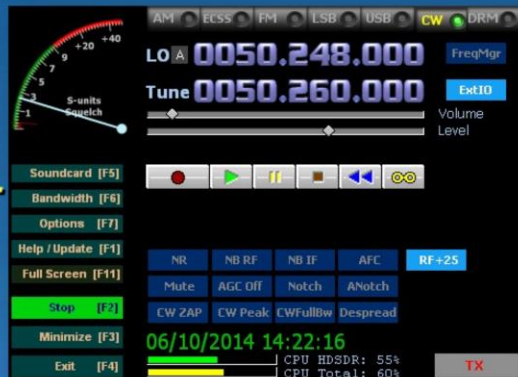 AM ECSS FM LSB USB CW DRM
+40
+20
9
7
5
3
1
S-units
Squelch
LO A 0050.248.000
FreqMgr
Tune 0050.260.000
ExtIO
Volume
Level
Soundcard [F5]
Bandwidth [F6]
Options [F7]
Help / Update [F1]
Full Screen [F11]
Stop [F2]
Minimize [F3]
Exit [F4]
NR NB RF NB IF AFC RF+25
Mute AGC Off Notch ANotch
CW ZAP CW Peak CWFullBw Despread
06/10/2014 14:22:16
CPU HDSDR: 55%
CPU Total: 60%
TX